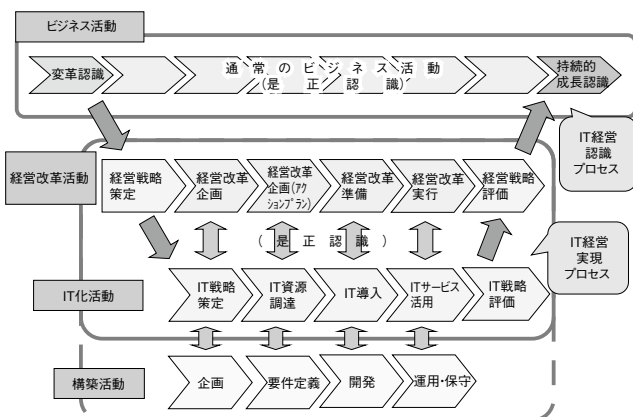 ビジネス活動
変革認識
通常のビジネス活動
(是正認識)
持続的
成長認識
IT経営
認識
プロセス
経営改革活動
経営戦略
策定
経営改革
企画
経営改革
企画(アク
ションプラン)
経営改革
準備
経営改革
実行
経営戦略
評価
(是正認識)
IT経営
実現
プロセス
IT化活動
IT戦略
策定
IT資源
調達
IT導入
ITサービス
活用
IT戦略
評価
構築活動
企画
要件定義
開発
運用・保守